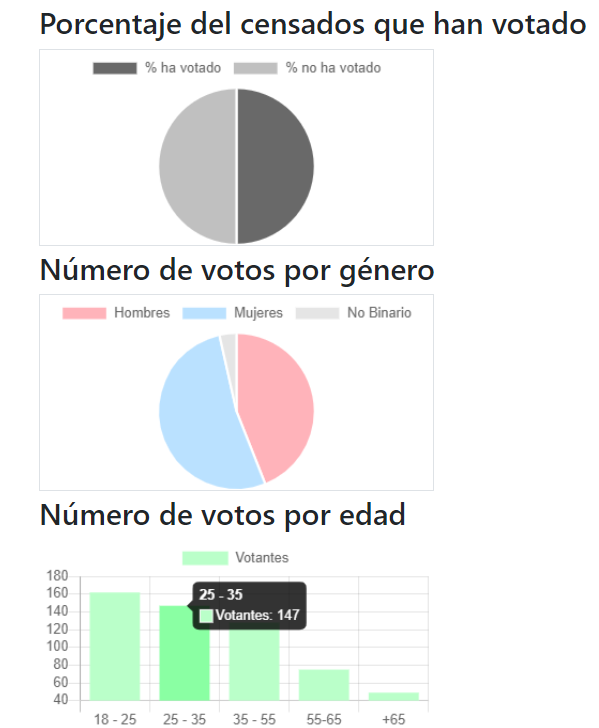 Porcentaje del censados que han votado
% ha votado % no ha votado
Número de votos por género
Hombres Mujeres No Binario
Número de votos por edad
Votantes
180
160
140
120
100
80
60
40
25 - 35
Votantes: 147
18 - 25 25 - 35 35 - 55 55-65 +65